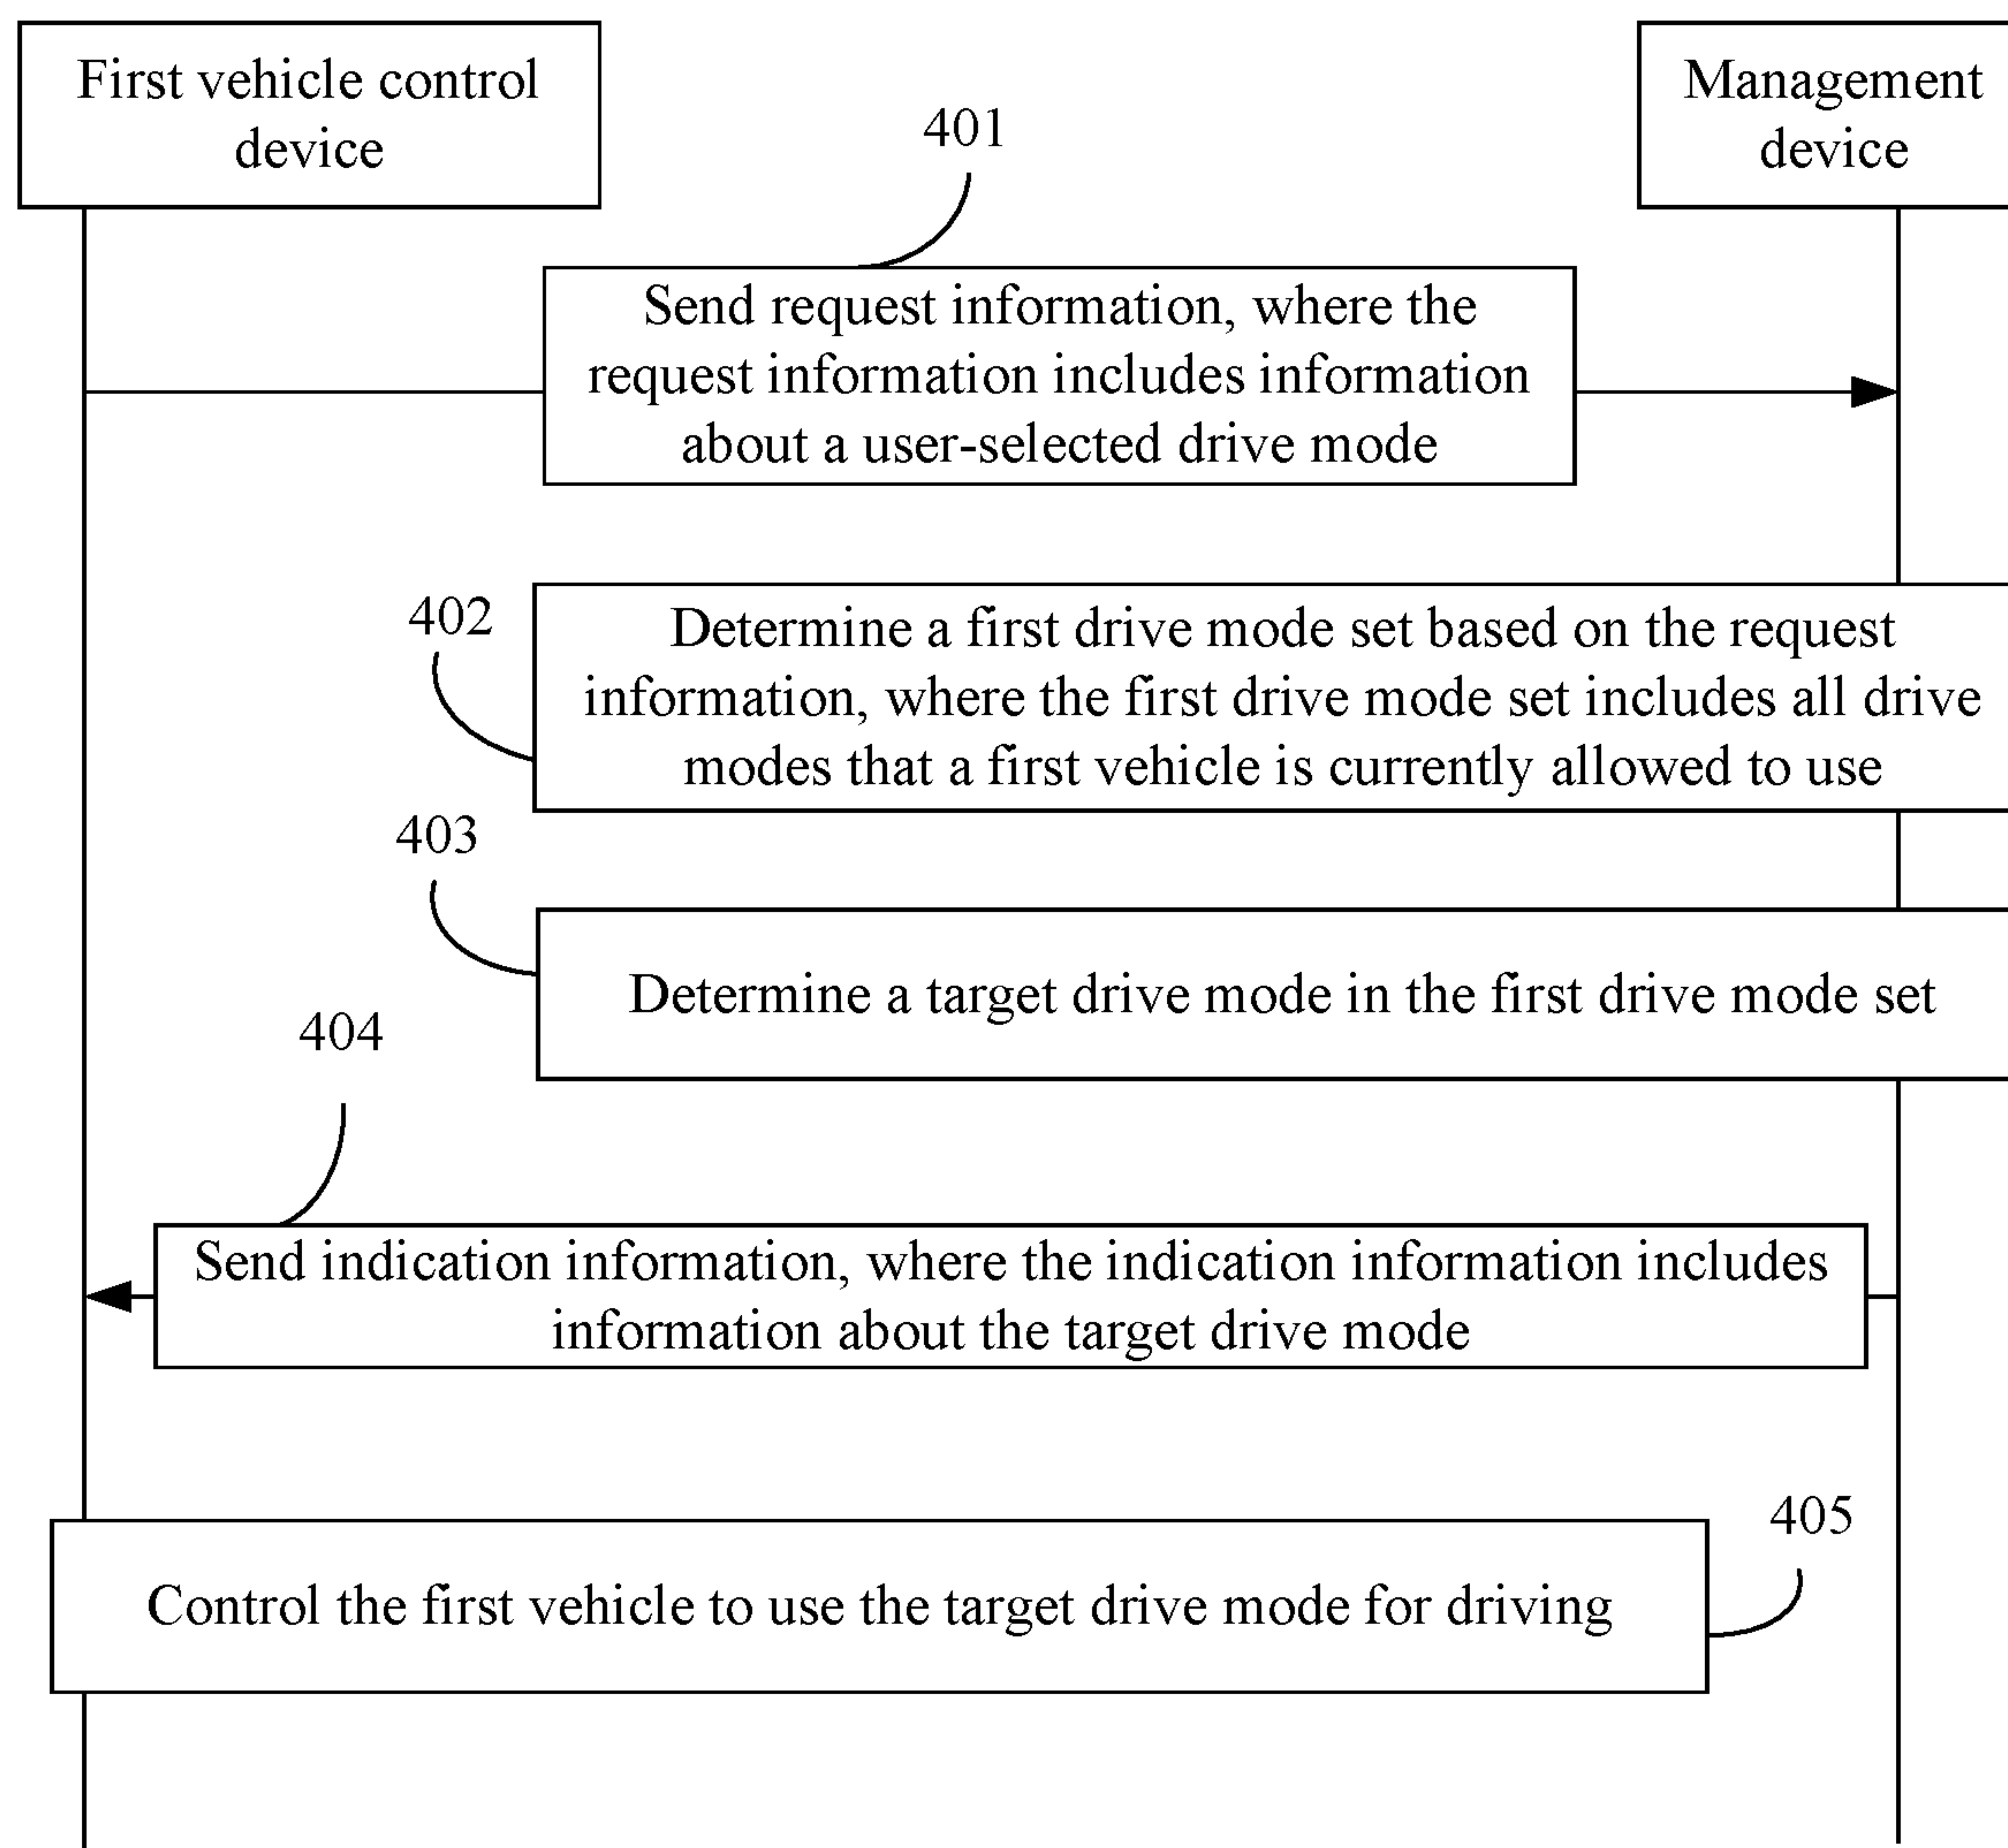 First vehicle control
device
Management
device
401
Send request information, where the
request information includes information
about a user-selected drive mode
402
Determine a first drive mode set based on the request
information, where the first drive mode set includes all drive
modes that a first vehicle is currently allowed to use
403
Determine a target drive mode in the first drive mode set
404
Send indication information, where the indication information includes
information about the target drive mode
405
Control the first vehicle to use the target drive mode for driving